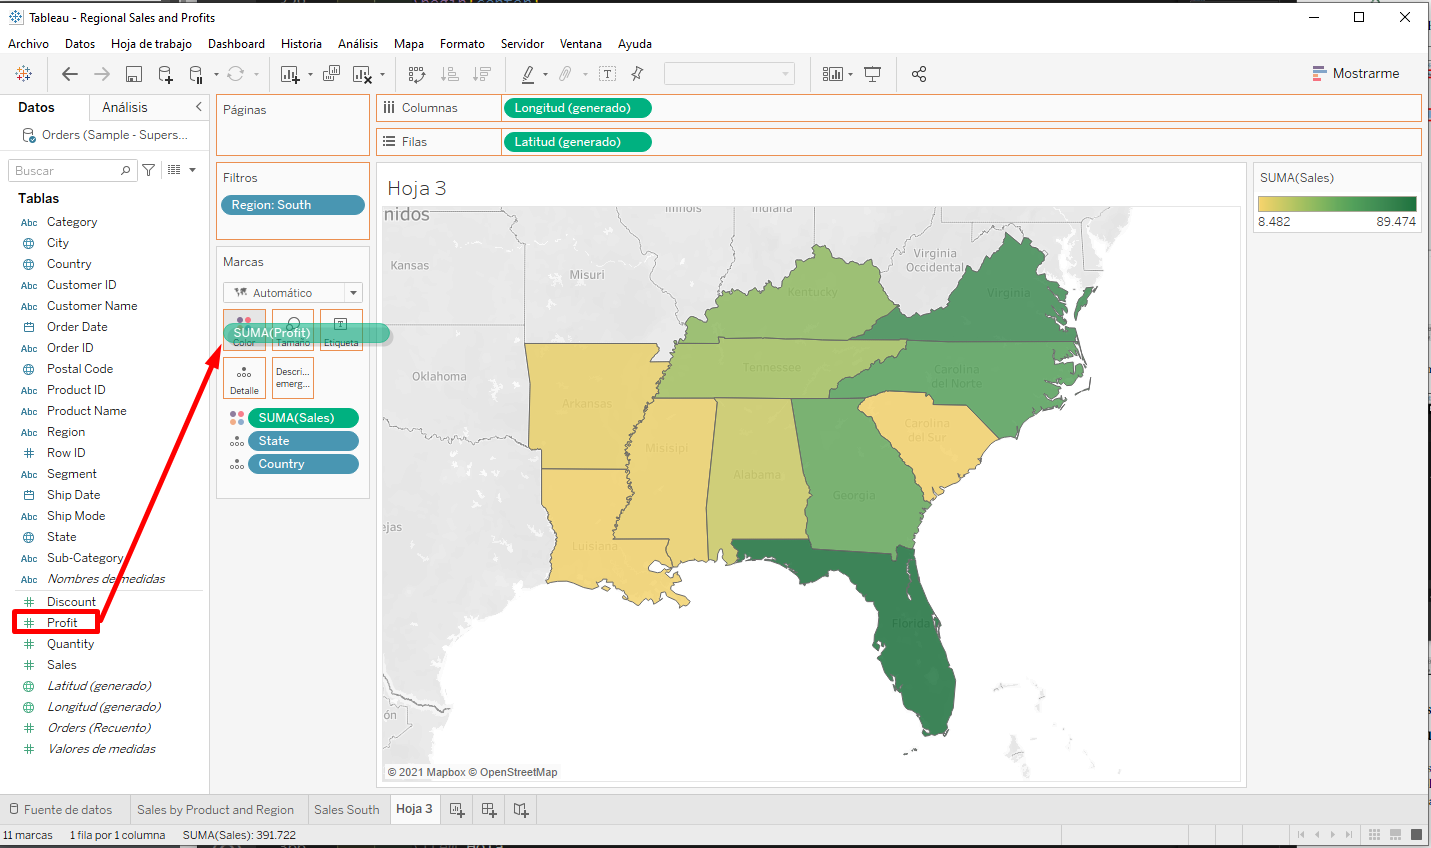 Tableau - Regional Sales and Profits
Archivo Datos Hoja de trabajo Dashboard Historia Análisis Mapa Formato Servidor Ventana Ayuda
Mostrarme
Datos Análisis
Orders (Sample - Supers...
Buscar
Tablas
Abc Category
City
Country
Abc Customer ID
Abc Customer Name
Order Date
Abc Order ID
Postal Code
Abc Product ID
Abc Product Name
Abc Region
# Row ID
Abc Segment
Ship Date
Abc Ship Mode
State
Abc Sub-Category
Abc Nombres de medidas
# Discount
# Profit
# Quantity
# Sales
Latitud (generado)
Longitud (generado)
# Orders (Recuento)
# Valores de medidas
Páginas
Filtros
Region: South
Marcas
Automático
SUMA(Profit)
Color Tamaño Etiqueta
Detalle
Descri...
emerg...
SUMA(Sales)
State
Country
Columnas Longitud (generado)
Filas Latitud (generado)
Hoja 3
nidos
Illinois
Indiana
Kansas
Misuri
Virginia
Occidental
Kentucky
Virginia
Oklahoma
Tennessee
Carolina
del Norte
Arkansas
Carolina
del Sur
Misisipi
Alabama
Georgia
ejas
Luisiana
Florida
ón
© 2021 Mapbox © OpenStreetMap
SUMA(Sales)
8.482 89.474
Fuente de datos Sales by Product and Region Sales South Hoja 3
11 marcas 1 fila por 1 columna SUMA(Sales): 391.722